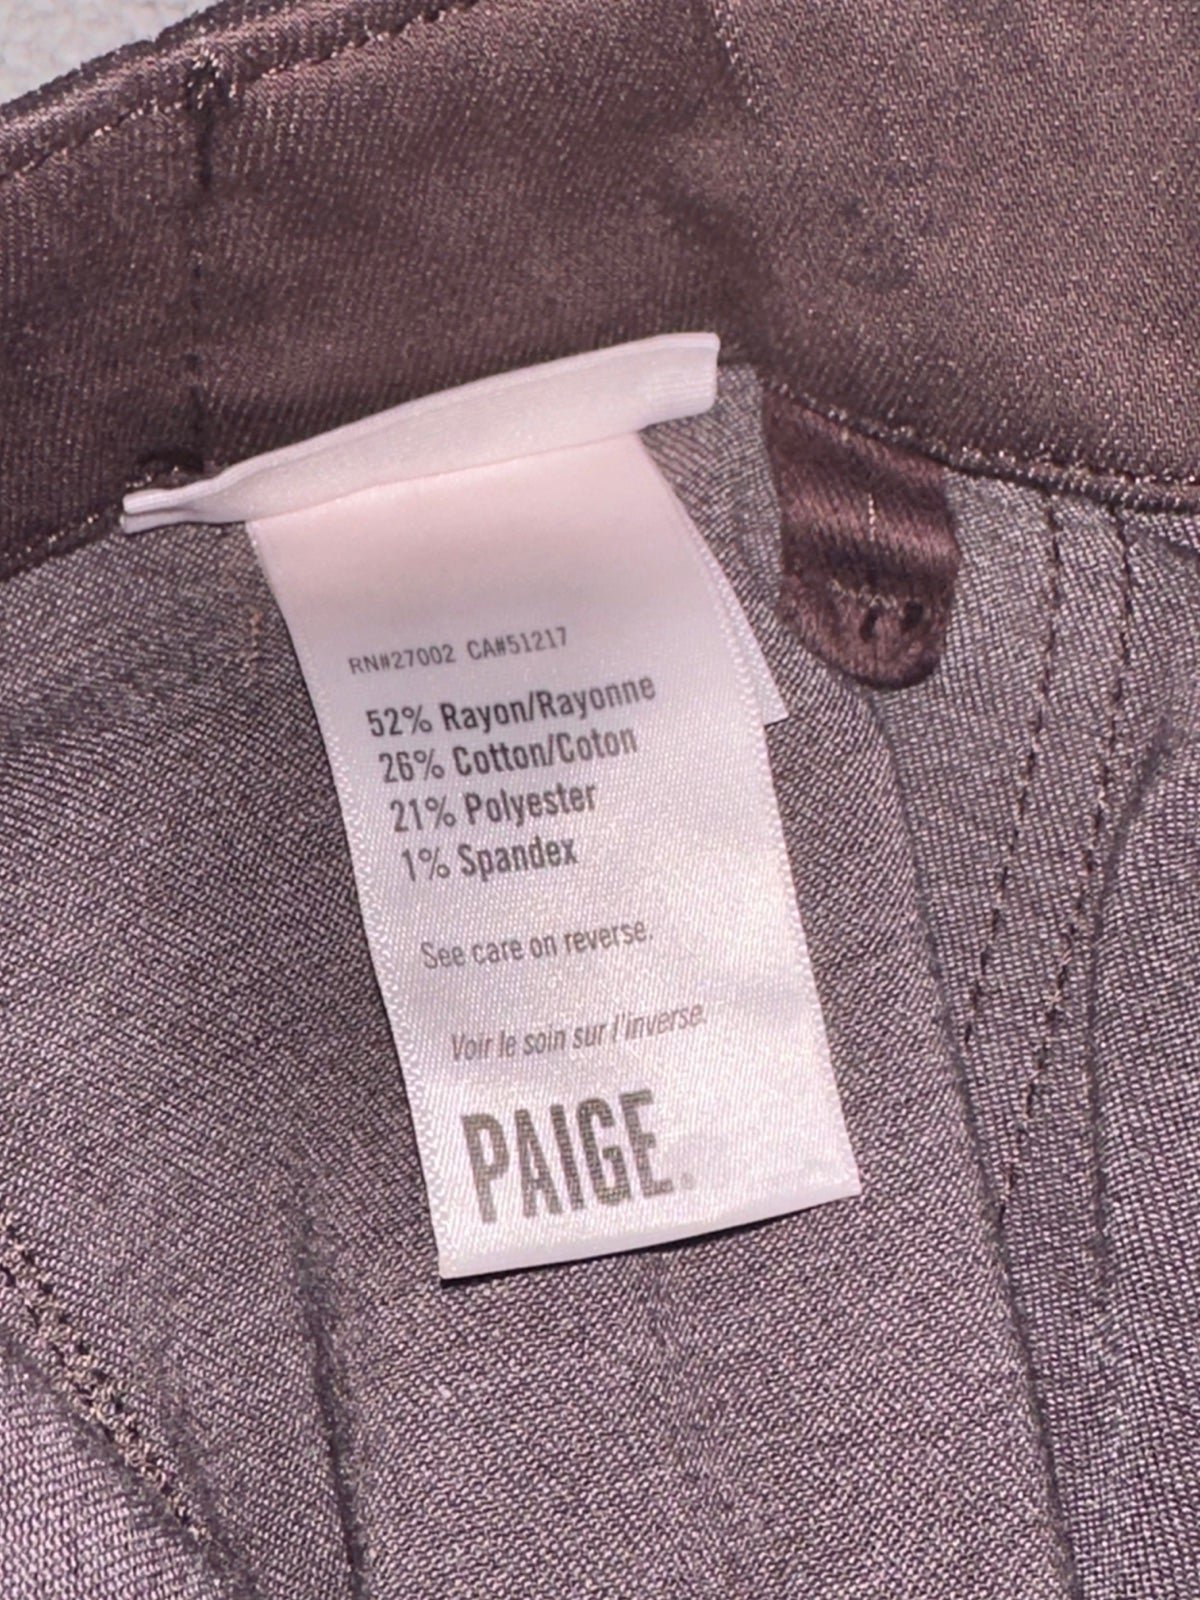 RN#27002 CA#51217
52% Rayon/Rayonne
26% Cotton/Coton
21% Polyester
1% Spandex
See care on reverse.
Voir le soin sur l'inverse.
PAIGE.